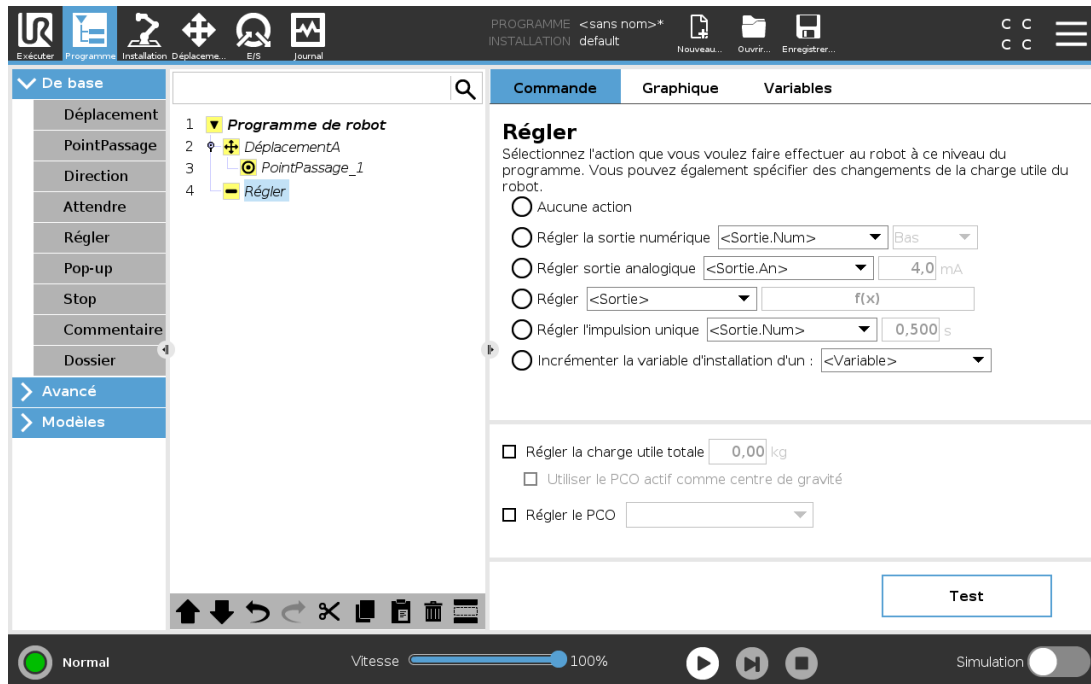 UR
PROGRAMME <sans nom>*
INSTALLATION default
Exécuter Programme Installation Déplaceme... E/S Journal
Nouveau... Ouvrir... Enregistrer...
C C
C C
De base
Déplacement
PointPassage
Direction
Attendre
Régler
Pop-up
Stop
Commentaire
Dossier
Avancé
Modèles
1 Programme de robot
2 DéplacementA
3 PointPassage_1
4 Régler
Commande Graphique Variables
Régler
Sélectionnez l'action que vous voulez faire effectuer au robot à ce niveau du
programme. Vous pouvez également spécifier des changements de la charge utile du
robot.
Aucune action
Régler la sortie numérique <Sortie.Num> Bas
Régler sortie analogique <Sortie.An> 4,0 mA
Régler <Sortie> f(x)
Régler l'impulsion unique <Sortie.Num> 0,500 s
Incrémenter la variable d'installation d'un : <Variable>
Régler la charge utile totale 0,00 kg
Utiliser le PCO actif comme centre de gravité
Régler le PCO
Test
Normal
Vitesse 100%
Simulation